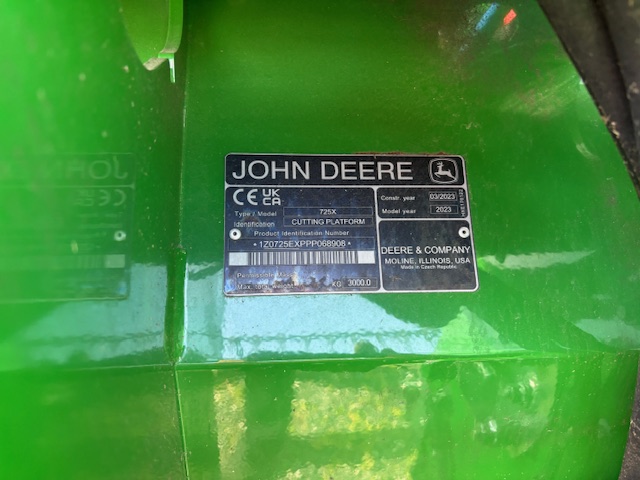 JOHN DEERE
CE UK CA
Constr. year 03/2023
Type / Model 725X
Model year 2023
Identification CUTTING PLATFORM
Product Identification Number
*1Z0725EXPPP068908*
DEERE & COMPANY
MOLINE, ILLINOIS, USA
Made in Czech Republic
KG 3000.0